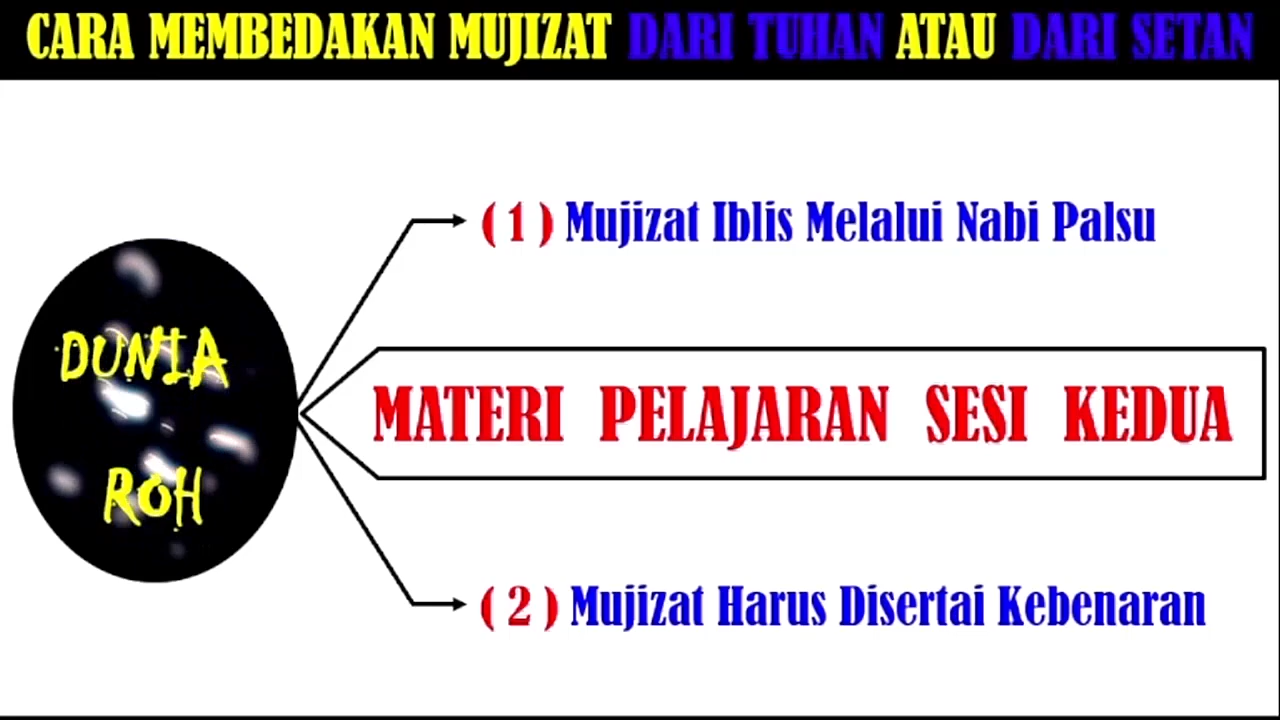 CARA MEMBEDAKAN MUJIZAT DARI TUHAN ATAU DARI SETAN
( 1 ) Mujizat Iblis Melalui Nabi Palsu
DUNIA
ROH
MATERI PELAJARAN SESI KEDUA
( 2 ) Mujizat Harus Disertai Kebenaran